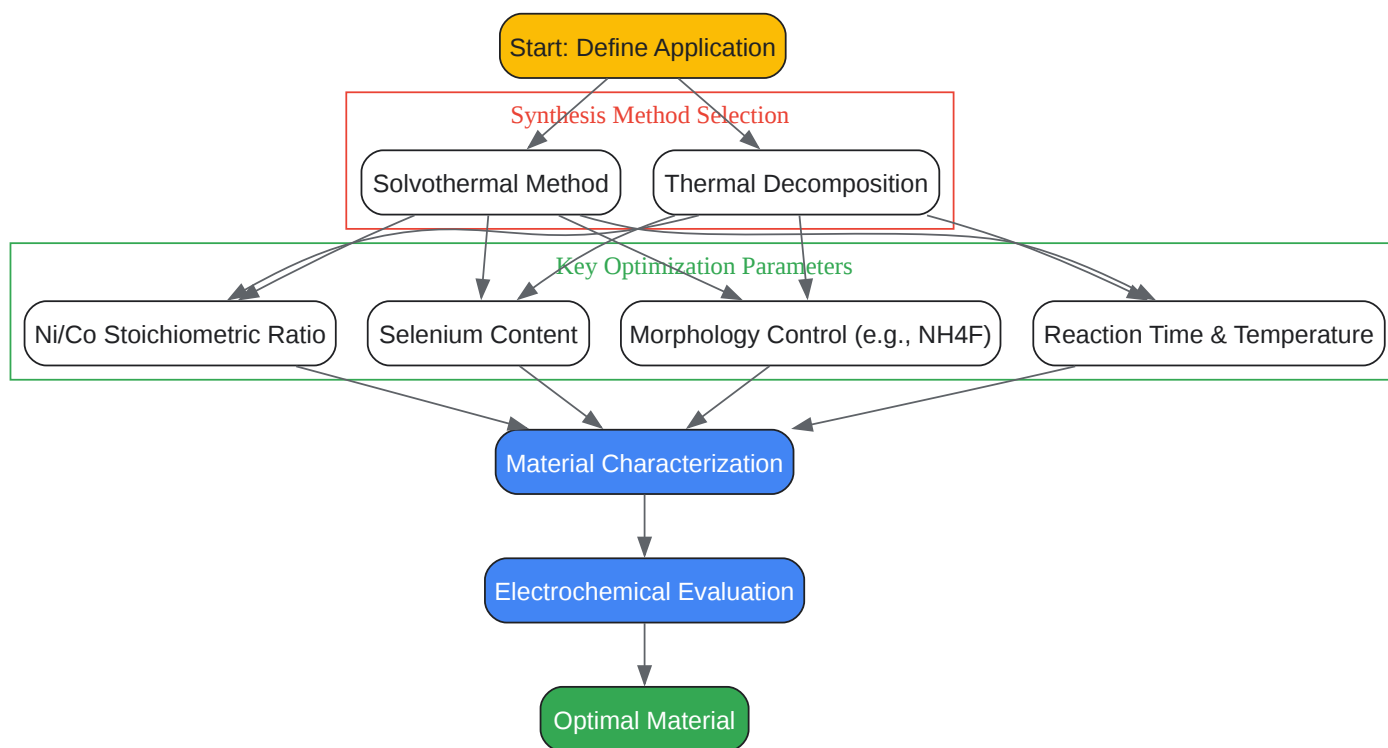 Start: Define Application
Synthesis Method Selection
Solvothermal Method
Thermal Decomposition
Key Optimization Parameters
Ni/Co Stoichiometric Ratio
Selenium Content
Morphology Control (e.g., NH4F)
Reaction Time & Temperature
Material Characterization
Electrochemical Evaluation
Optimal Material